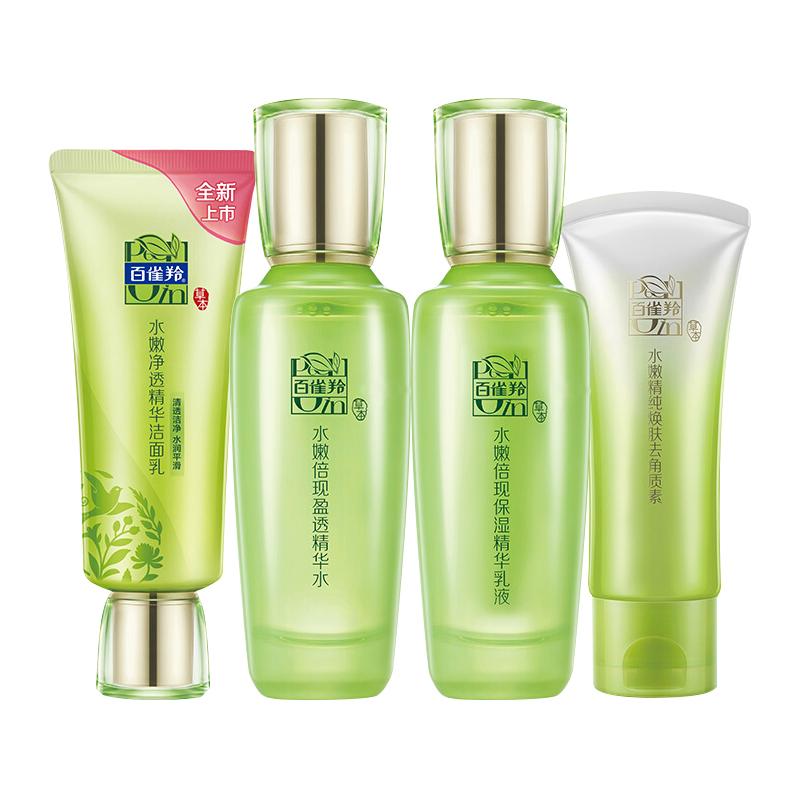 全新
上市
百雀羚
草本
水嫩净透精华洁面乳
清透洁净 水润平滑
百雀羚
草本
水嫩倍现盈透精华水
百雀羚
草本
水嫩倍现保湿精华乳液
百雀羚
草本
水嫩精纯焕肤去角质素